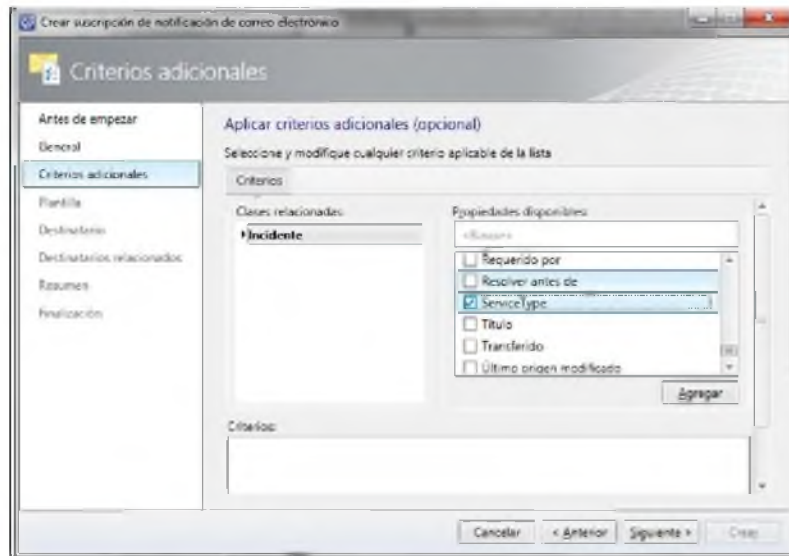 Crear suscripción de notificación de correo electrónico
Criterios adicionales
Antes de empezar
General
Criterios adicionales
Plantilla
Destinatario
Destinatarios relacionados
Resumen
Finalización
Aplicar criterios adicionales (opcional)
Seleccione y modifique cualquier criterio aplicable de la lista
Criterios
Clases relacionadas:
Incidente
Propiedades disponibles:
Requerido por
Resolver antes de
ServiceType
Título
Transferido
Último origen modificado
Agregar
Criterios:
Cancelar
< Anterior
Siguiente >
Crear